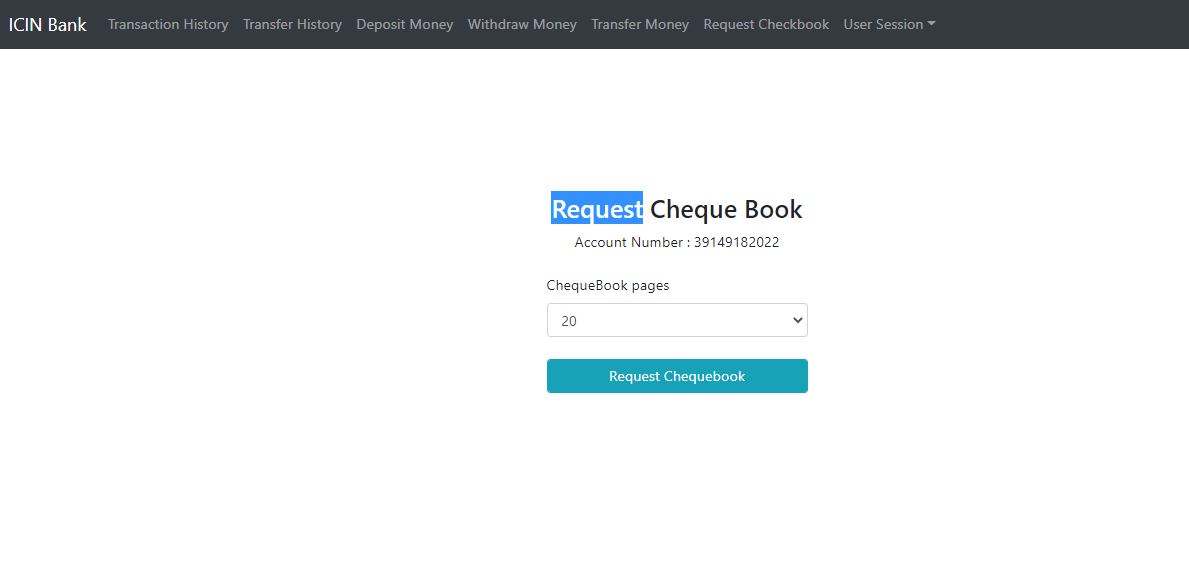 ICIN Bank Transaction History Transfer History Deposit Money Withdraw Money Transfer Money Request Checkbook User Session
Request Cheque Book
Account Number : 39149182022
ChequeBook pages
20
Request Chequebook